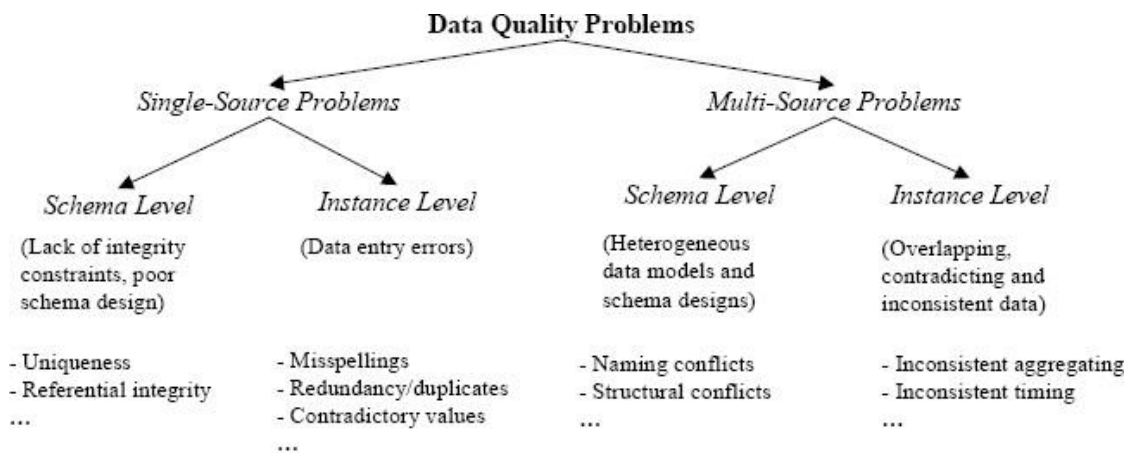 Data Quality Problems
Single-Source Problems
Multi-Source Problems
Schema Level
Instance Level
Schema Level
Instance Level
(Lack of integrity
constraints, poor
schema design)
(Data entry errors)
(Heterogeneous
data models and
schema designs)
(Overlapping,
contradicting and
inconsistent data)
- Uniqueness
- Referential integrity
...
- Misspellings
- Redundancy/duplicates
- Contradictory values
...
- Naming conflicts
- Structural conflicts
...
- Inconsistent aggregating
- Inconsistent timing
...